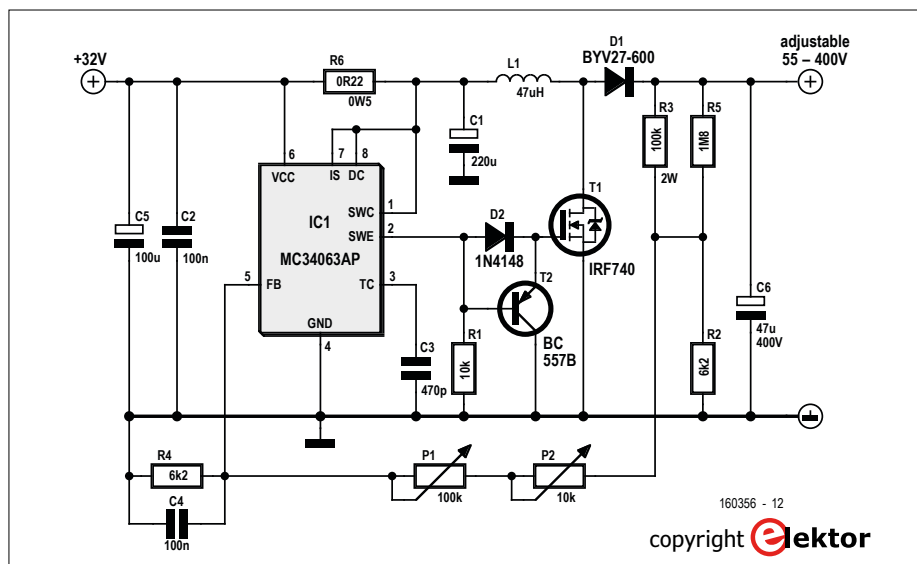 +32V
R6
0R22
0W5
L1
47uH
D1
BYV27-600
adjustable
55 – 400V
R3
100k
2W
R5
1M8
C1
220u
6
7
8
VCC
IS
DC
SWC
1
IC1
SWE
2
MC34063AP
5
FB
TC
3
GND
4
C5
100u
C2
100n
D2
1N4148
T1
IRF740
T2
BC
557B
R1
10k
C3
470p
R2
6k2
C6
47u
400V
R4
6k2
C4
100n
P1
100k
P2
10k
160356 - 12
copyright elektor